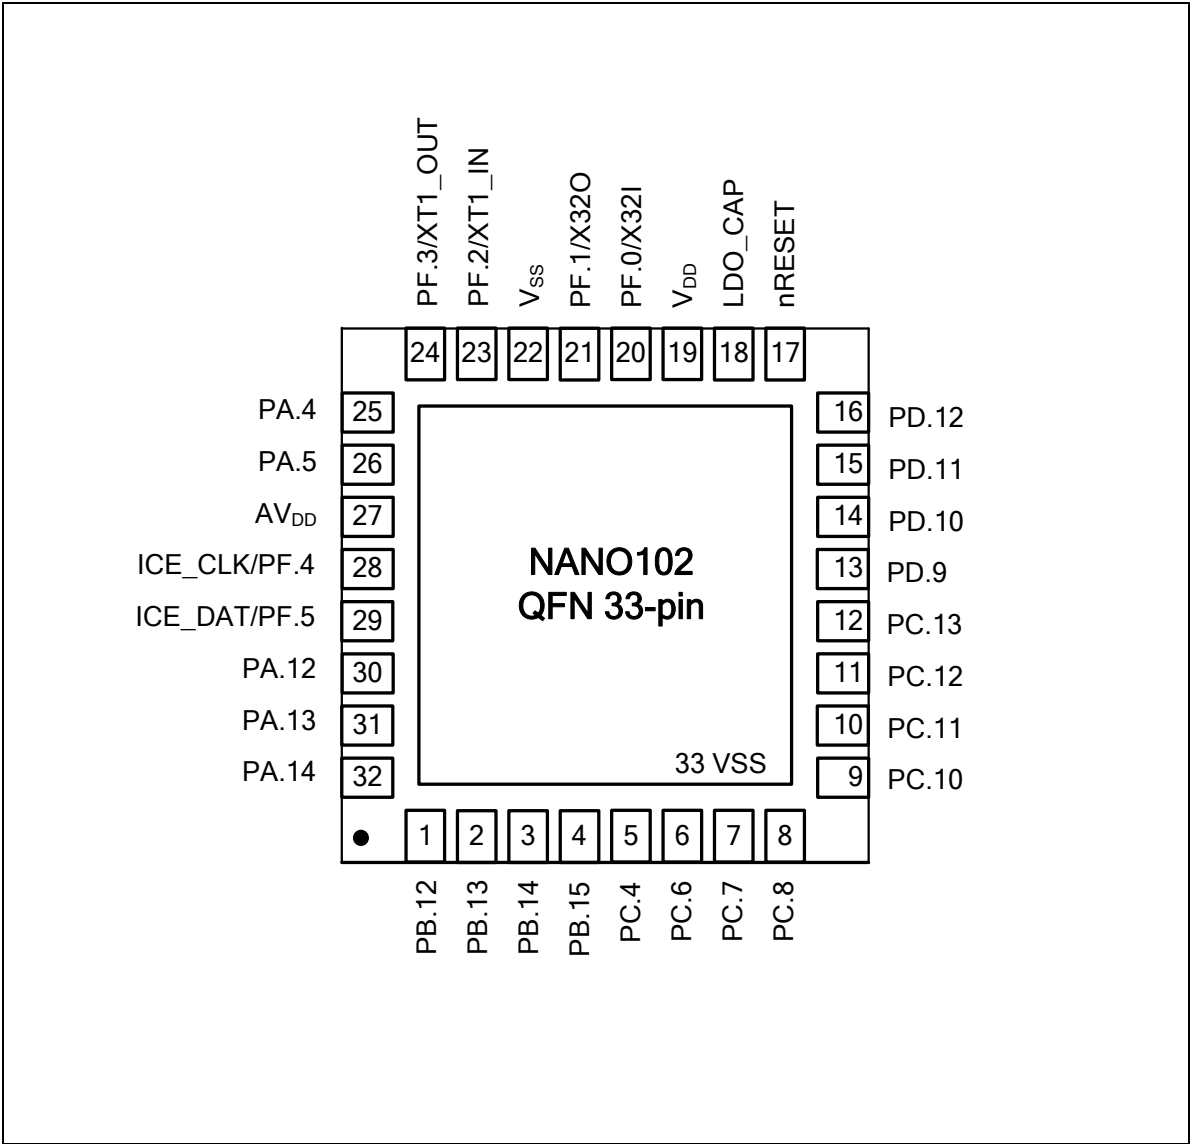 PF.3/XT1_OUT
PF.2/XT1_IN
VSS
PF.1/X32O
PF.0/X32I
VDD
LDO_CAP
nRESET
24 23 22 21 20 19 18 17
PA.4 25
PA.5 26
AVDD 27
ICE_CLK/PF.4 28
ICE_DAT/PF.5 29
PA.12 30
PA.13 31
PA.14 32
NANO102
QFN 33-pin
33 VSS
16 PD.12
15 PD.11
14 PD.10
13 PD.9
12 PC.13
11 PC.12
10 PC.11
9 PC.10
1 2 3 4 5 6 7 8
PB.12
PB.13
PB.14
PB.15
PC.4
PC.6
PC.7
PC.8